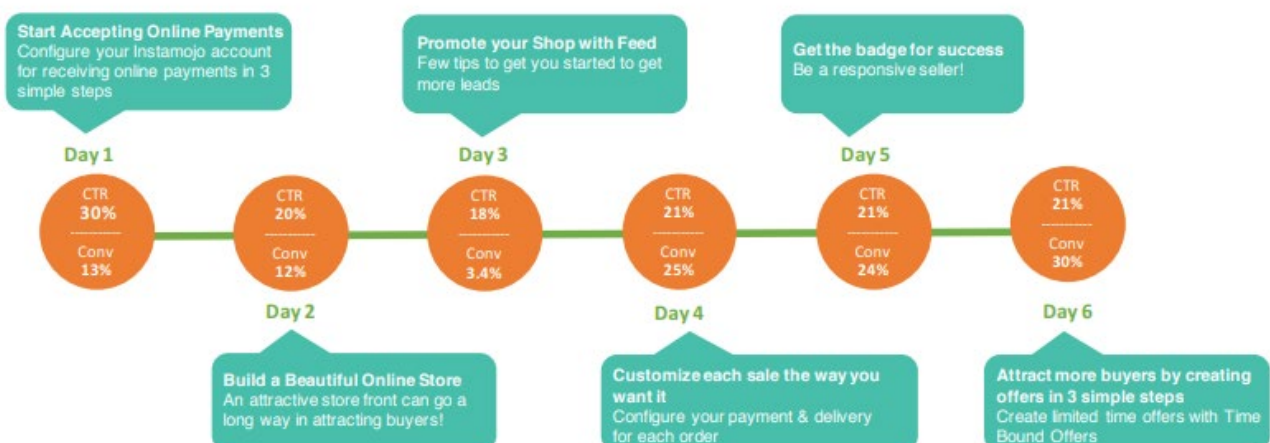 Start Accepting Online Payments
Configure your Instamojo account
for receiving online payments in 3
simple steps
Promote your Shop with Feed
Few tips to get you started to get
more leads
Get the badge for success
Be a responsive seller!
Day 1
Day 3
Day 5
CTR
30%
------------
Conv
13%
CTR
20%
------------
Conv
12%
CTR
18%
------------
Conv
3.4%
CTR
21%
------------
Conv
25%
CTR
21%
------------
Conv
24%
CTR
21%
------------
Conv
30%
Day 2
Day 4
Day 6
Build a Beautiful Online Store
An attractive store front can go a
long way in attracting buyers!
Customize each sale the way you
want it
Configure your payment & delivery
for each order
Attract more buyers by creating
offers in 3 simple steps
Create limited time offers with Time
Bound Offers